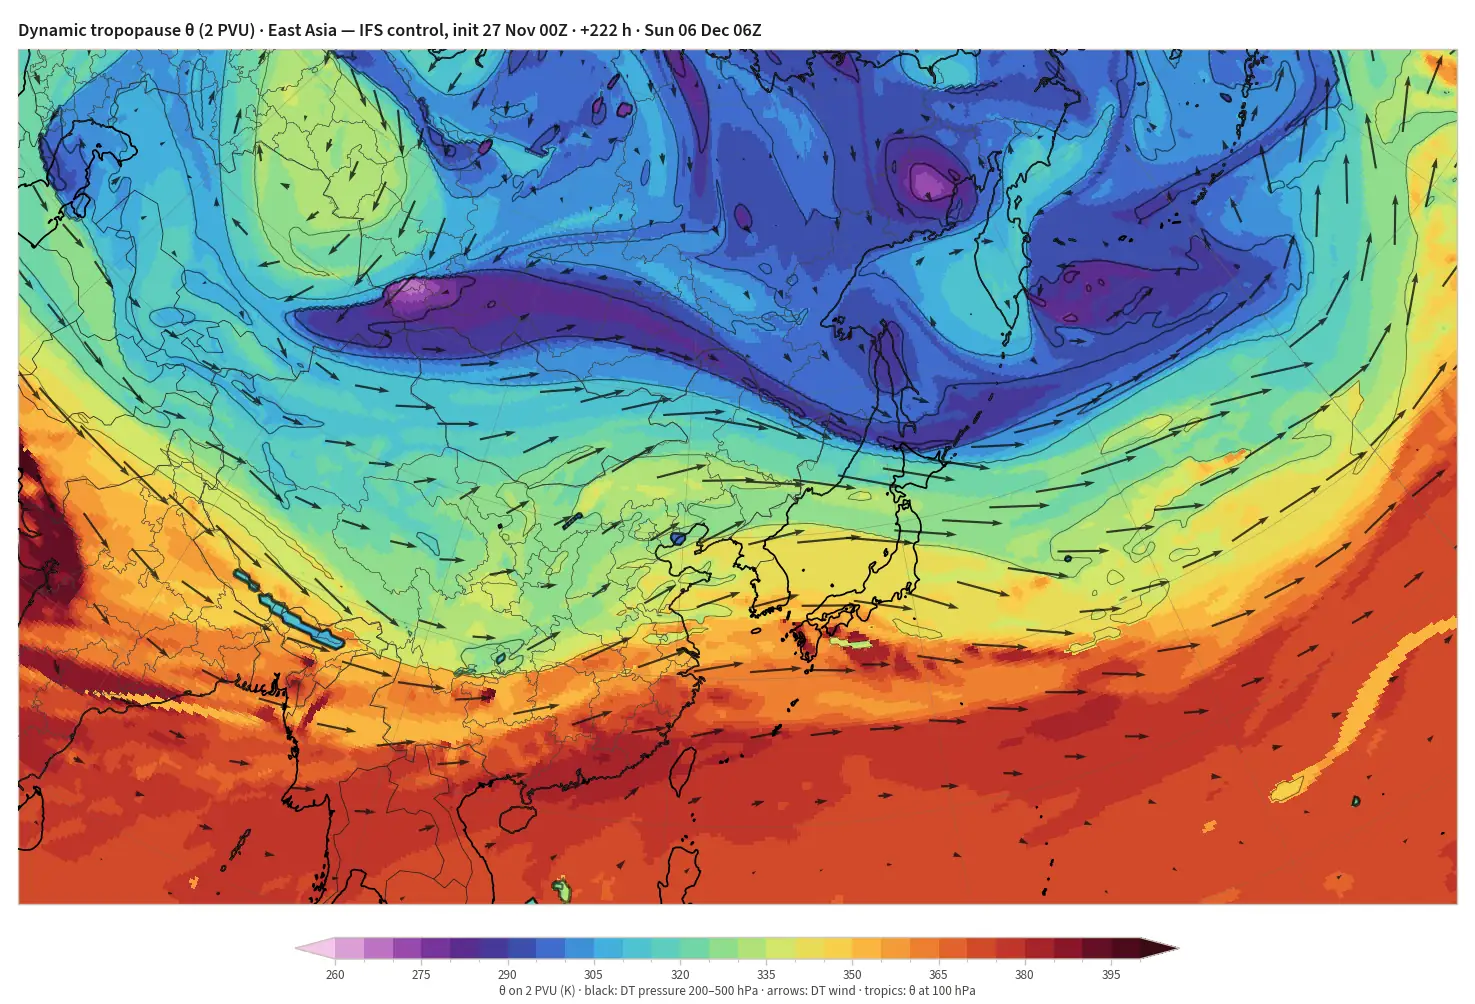 Dynamic tropopause θ (2 PVU) · East Asia — IFS control, init 27 Nov 00Z · +222 h · Sun 06 Dec 06Z
260 275 290 305 320 335 350 365 380 395
θ on 2 PVU (K) · black: DT pressure 200–500 hPa · arrows: DT wind · tropics: θ at 100 hPa